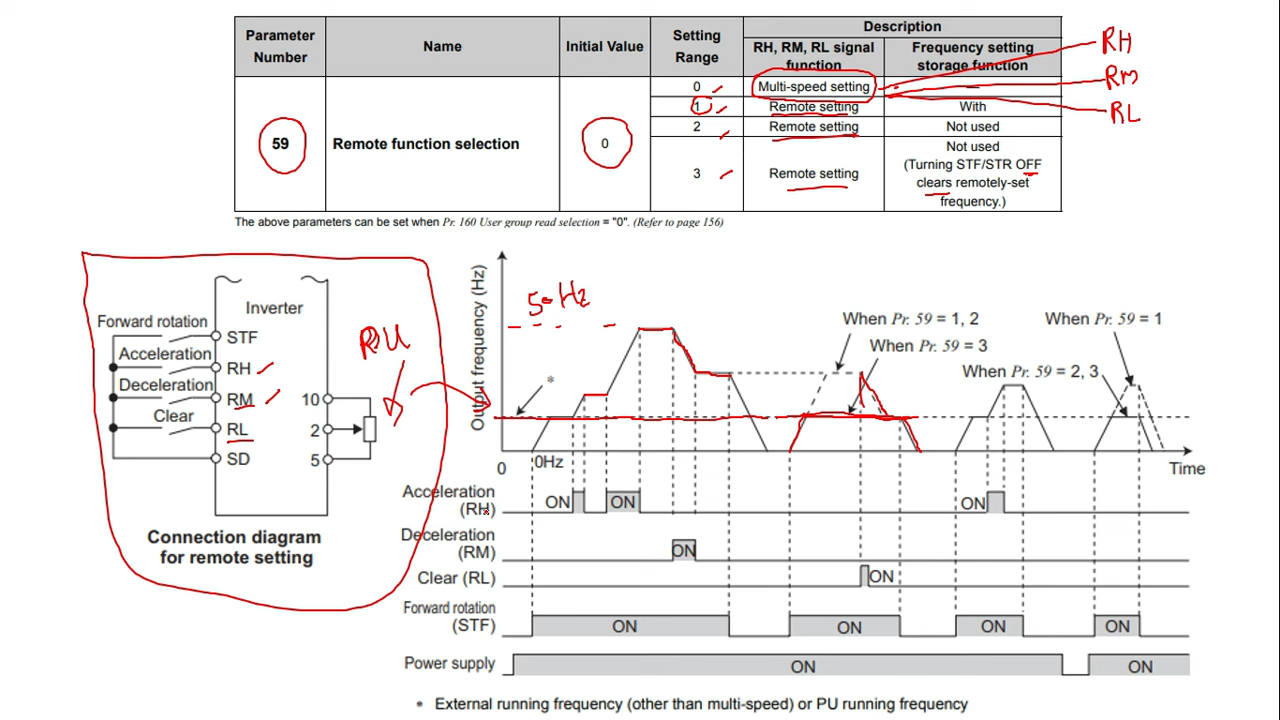 Parameter Number
Name
Initial Value
Setting Range
Description
RH, RM, RL signal function
Frequency setting storage function
59
Remote function selection
0
0
Multi-speed setting
—
1
Remote setting
With
2
Remote setting
Not used
3
Remote setting
Not used
(Turning STF/STR OFF
clears remotely-set
frequency.)
RH
RM
RL
The above parameters can be set when Pr. 160 User group read selection = "0". (Refer to page 156)
Inverter
Forward rotation
STF
Acceleration
RH
Deceleration
RM
Clear
RL
SD
10
2
5
Connection diagram
for remote setting
Output frequency (Hz)
50Hz
*
When Pr. 59 = 1, 2
When Pr. 59 = 3
When Pr. 59 = 1
When Pr. 59 = 2, 3
0
0Hz
Time
Acceleration
(RH)
ON
ON
ON
Deceleration
(RM)
ON
Clear (RL)
ON
Forward rotation
(STF)
ON
ON
ON
ON
Power supply
ON
ON
* External running frequency (other than multi-speed) or PU running frequency